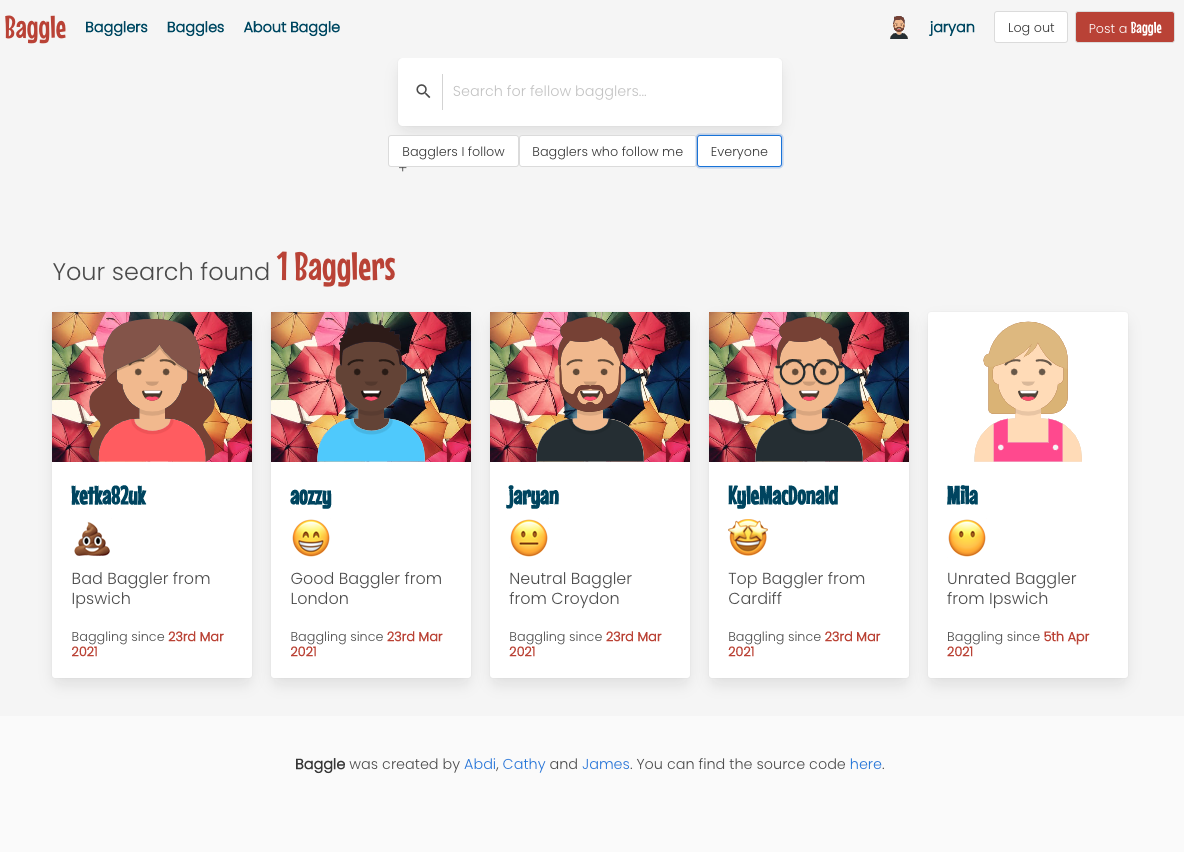 Baggle Bagglers Baggles About Baggle jaryan Log out Post a Baggle
Search for fellow bagglers...
Bagglers I follow Bagglers who follow me Everyone
+
Your search found 1 Bagglers
ketka82uk
Bad Baggler from
Ipswich
Baggling since 23rd Mar
2021
aozzy
Good Baggler from
London
Baggling since 23rd Mar
2021
jaryan
Neutral Baggler
from Croydon
Baggling since 23rd Mar
2021
KyleMacDonald
Top Baggler from
Cardiff
Baggling since 23rd Mar
2021
Mila
Unrated Baggler
from Ipswich
Baggling since 5th Apr
2021
Baggle was created by Abdi, Cathy and James. You can find the source code here.